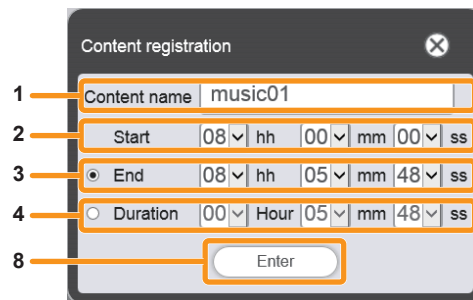 Content registration
1 Content name music01
2 Start 08 hh 00 mm 00 ss
3 End 08 hh 05 mm 48 ss
4 Duration 00 Hour 05 mm 48 ss
8 Enter